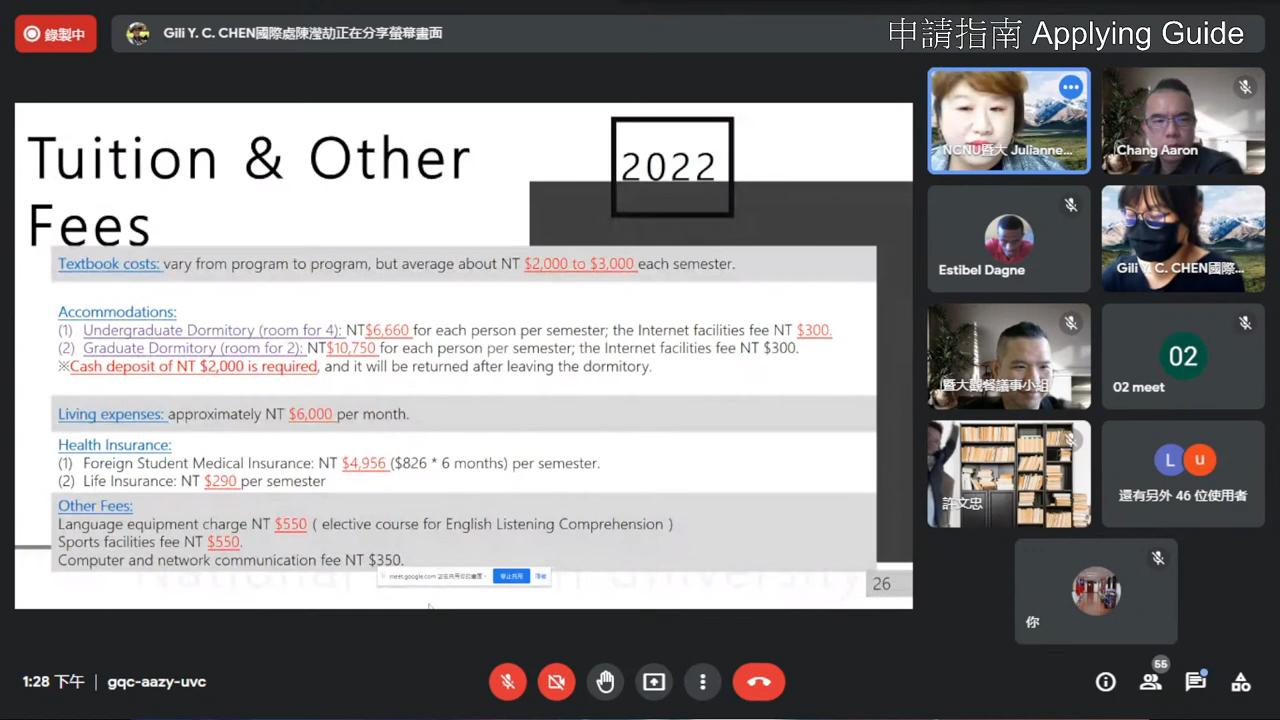 錄製中
Gili Y. C. CHEN國際處陳瀅劼正在分享螢幕畫面
申請指南 Applying Guide
Tuition & Other
Fees
2022
Textbook costs: vary from program to program, but average about NT $2,000 to $3,000 each semester.
Accommodations:
(1) Undergraduate Dormitory (room for 4): NT$6,660 for each person per semester; the Internet facilities fee NT $300.
(2) Graduate Dormitory (room for 2): NT$10,750 for each person per semester; the Internet facilities fee NT $300.
※Cash deposit of NT $2,000 is required, and it will be returned after leaving the dormitory.
Living expenses: approximately NT $6,000 per month.
Health Insurance:
(1) Foreign Student Medical Insurance: NT $4,956 ($826 * 6 months) per semester.
(2) Life Insurance: NT $290 per semester
Other Fees:
Language equipment charge NT $550 ( elective course for English Listening Comprehension )
Sports facilities fee NT $550.
Computer and network communication fee NT $350.
National University
26
NCNU暨大 Julianne...
Chang Aaron
Estibel Dagne
Gili Y. C. CHEN國際...
暨大觀餐議事小組
02
02 meet
許文忠
L
u
還有另外 46 位使用者
你
1:28 下午 | gqc-aazy-uvc
55